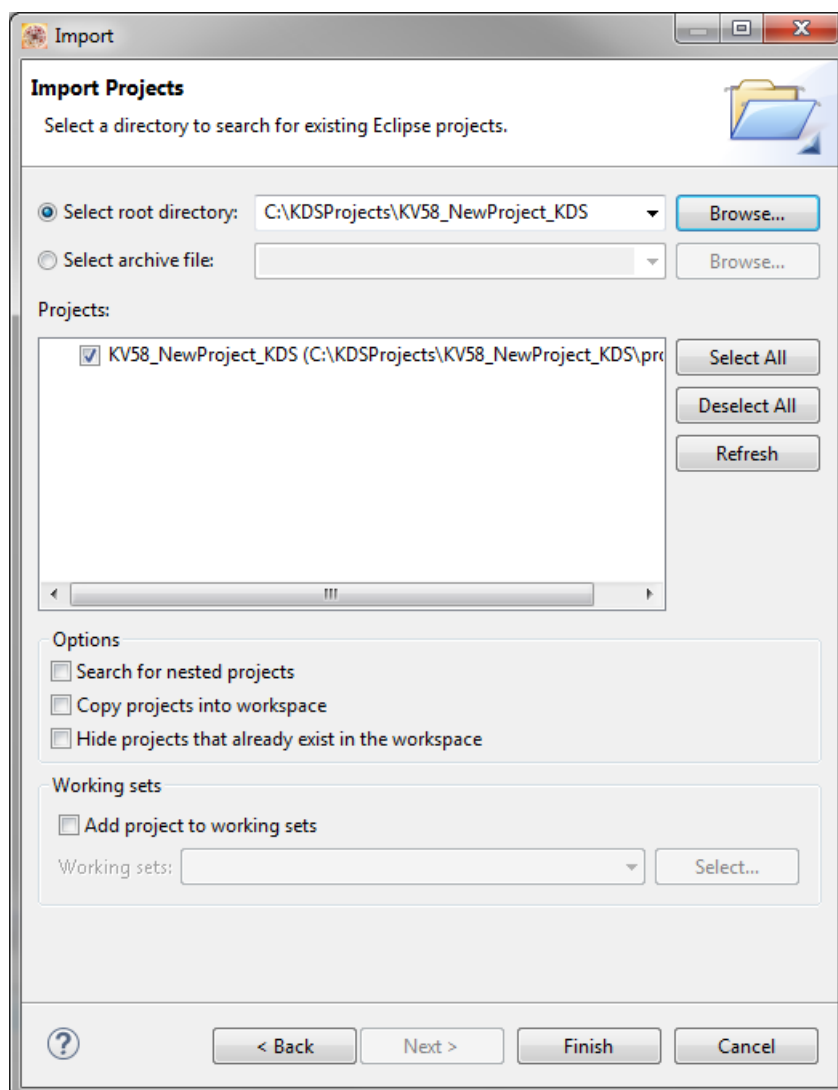 Import
Import Projects
Select a directory to search for existing Eclipse projects.
Select root directory: C:\KDSProjects\KV58_NewProject_KDS Browse...
Select archive file: Browse...
Projects:
KV58_NewProject_KDS (C:\KDSProjects\KV58_NewProject_KDS\pro
Select All
Deselect All
Refresh
Options
Search for nested projects
Copy projects into workspace
Hide projects that already exist in the workspace
Working sets
Add project to working sets
Working sets: Select...
? < Back Next > Finish Cancel